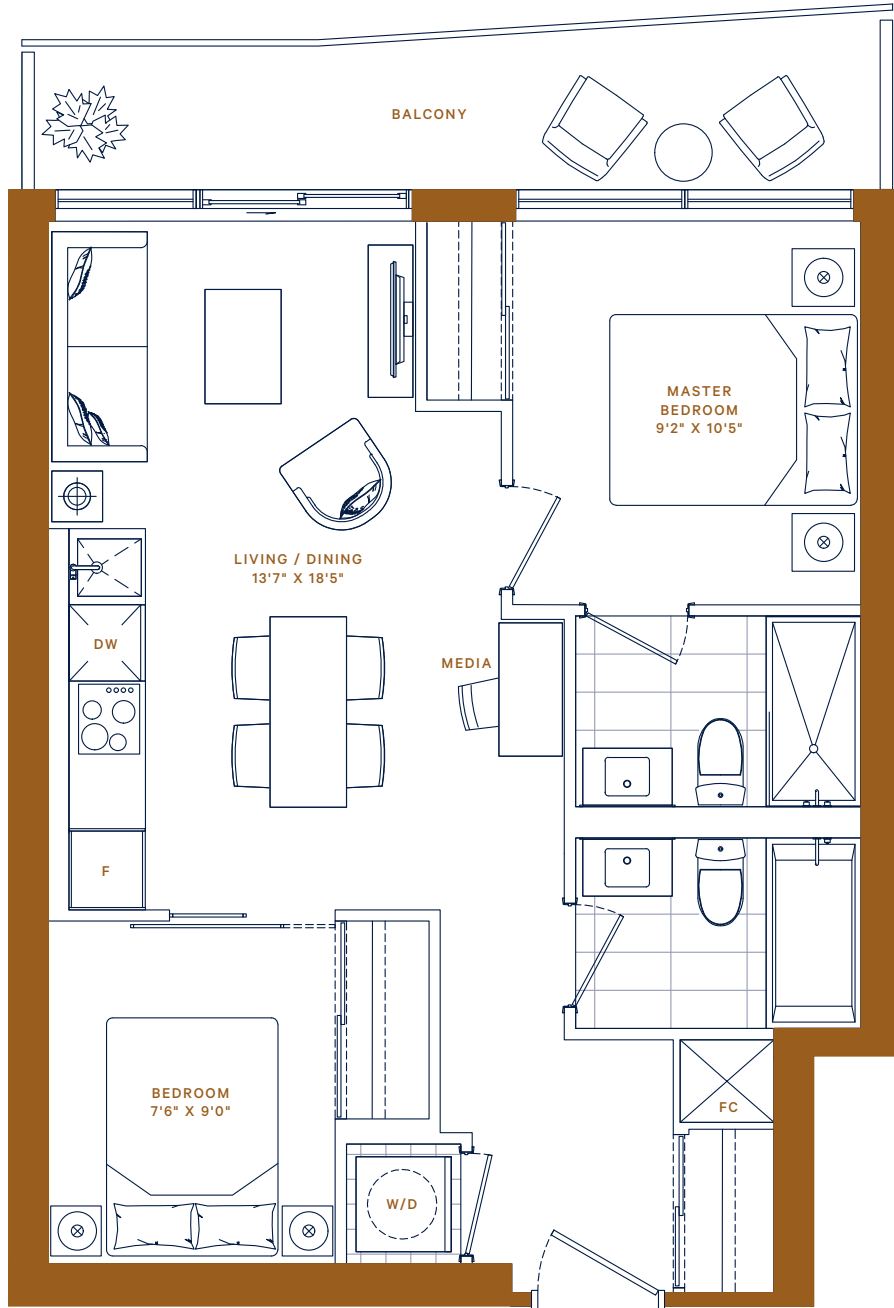 BALCONY
MASTER
BEDROOM
9'2" X 10'5"
LIVING / DINING
13'7" X 18'5"
DW
MEDIA
F
BEDROOM
7'6" X 9'0"
FC
W/D